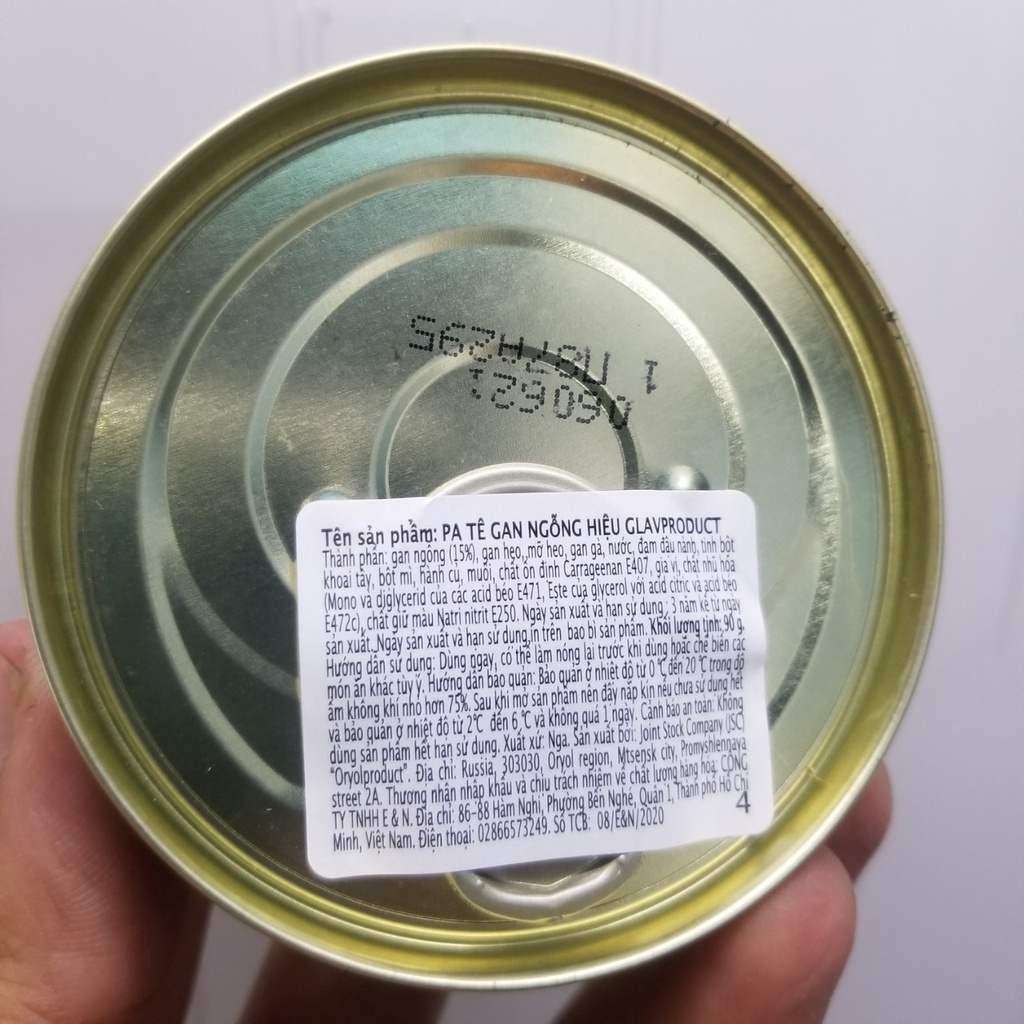 060621
Tên sản phẩm: PA TÊ GAN NGỖNG HIỆU GLAVPRODUCT
Thành phần: gan ngỗng (15%), gan heo, mỡ heo, gan gà, nước, đạm đậu nành, tinh bột
khoai tây, bột mì, hành củ, muối, chất ổn định Carrageenan E407, gia vị, chất nhũ hóa
(Mono và diglycerid của các acid béo E471, Este của glycerol với acid citric và acid béo
E472c), chất giữ màu Natri nitrit E250. Ngày sản xuất và hạn sử dụng : 3 năm kể từ ngày
sản xuất. Ngày sản xuất và hạn sử dụng in trên bao bì sản phẩm. Khối lượng tịnh: 90 g.
Hướng dẫn sử dụng: Dùng ngay, có thể làm nóng lại trước khi dùng hoặc chế biến các
món ăn khác tùy ý. Hướng dẫn bảo quản: Bảo quản ở nhiệt độ từ 0 ℃ đến 20 ℃ trong độ
ẩm không khí nhỏ hơn 75%. Sau khi mở sản phẩm nên đậy nắp kín nếu chưa sử dụng hết
và bảo quản ở nhiệt độ từ 2℃ đến 6 ℃ và không quá 1 ngày. Cảnh báo an toàn: Không
dùng sản phẩm hết hạn sử dụng. Xuất xứ: Nga. Sản xuất bởi: Joint Stock Company (JSC)
"Oryolproduct". Địa chỉ: Russia, 303030, Oryol region, Mtsensk city, Promyshlengaya
street 2A. Thương nhân nhập khẩu và chịu trách nhiệm về chất lượng hàng hóa: CÔNG
TY TNHH E & N. Địa chỉ: 86-88 Hàm Nghi, Phường Bến Nghé, Quận 1, Thành phố Hồ Chí
Minh, Việt Nam. Điện thoại: 02866573249. Số TCB: 08/E&N/2020
4